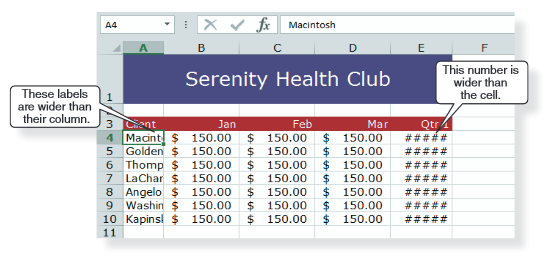 A4 fx Macintosh
A B C D E F
1 Serenity Health Club
These labels
are wider than
their column.
This number is
wider than
the cell.
2
3 Client Jan Feb Mar Qtr 1
4 Macint $ 150.00 $ 150.00 $ 150.00 #####
5 Golden $ 150.00 $ 150.00 $ 150.00 #####
6 Thomp $ 150.00 $ 150.00 $ 150.00 #####
7 LaChar $ 150.00 $ 150.00 $ 150.00 #####
8 Angelo $ 150.00 $ 150.00 $ 150.00 #####
9 Washin $ 150.00 $ 150.00 $ 150.00 #####
10 Kapinsl $ 150.00 $ 150.00 $ 150.00 #####
11